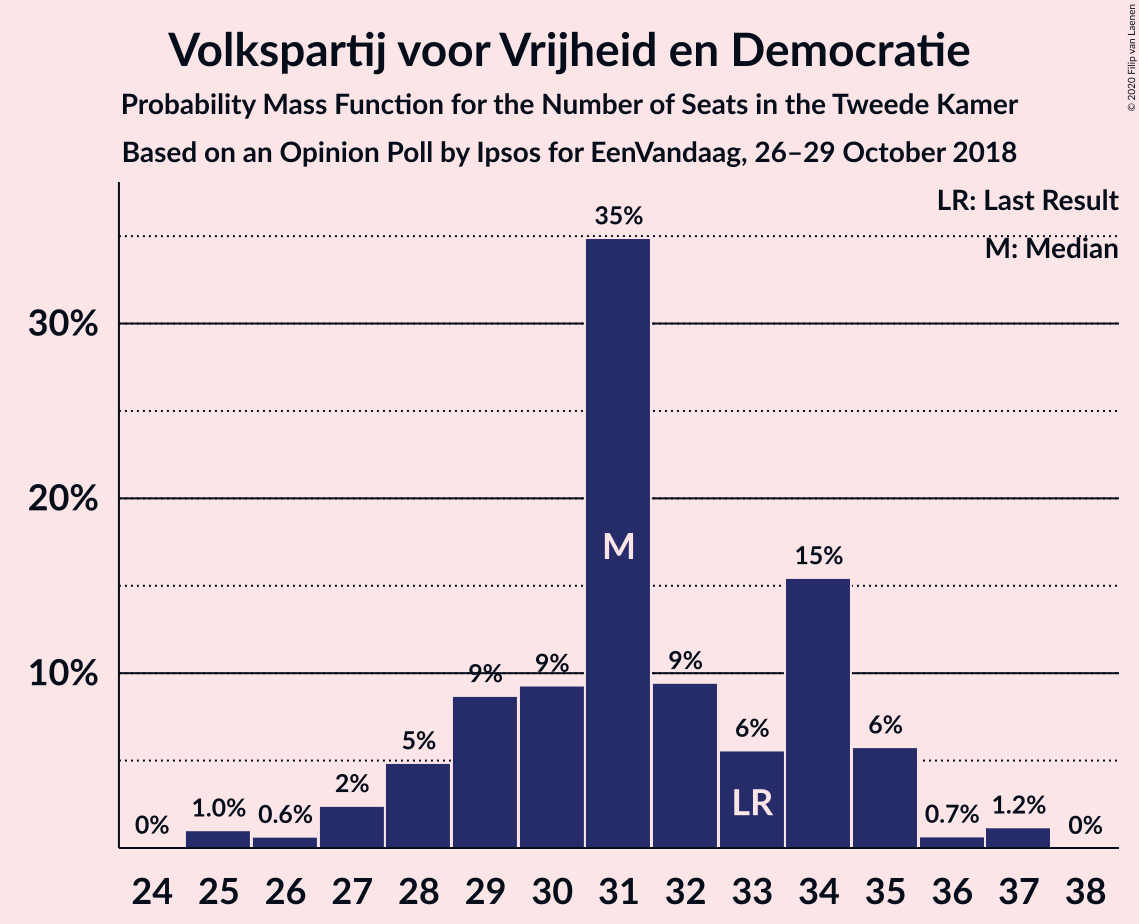 Volkspartij voor Vrijheid en Democratie
Probability Mass Function for the Number of Seats in the Tweede Kamer
Based on an Opinion Poll by Ipsos for EenVandaag, 26–29 October 2018
© 2020 Filip van Laenen
LR: Last Result
M: Median
35%
30%
20%
M
15%
10%
9%
9%
9%
6%
6%
5%
2%
LR
1.0%
0.6%
0.7%
1.2%
0%
0%
24 25 26 27 28 29 30 31 32 33 34 35 36 37 38